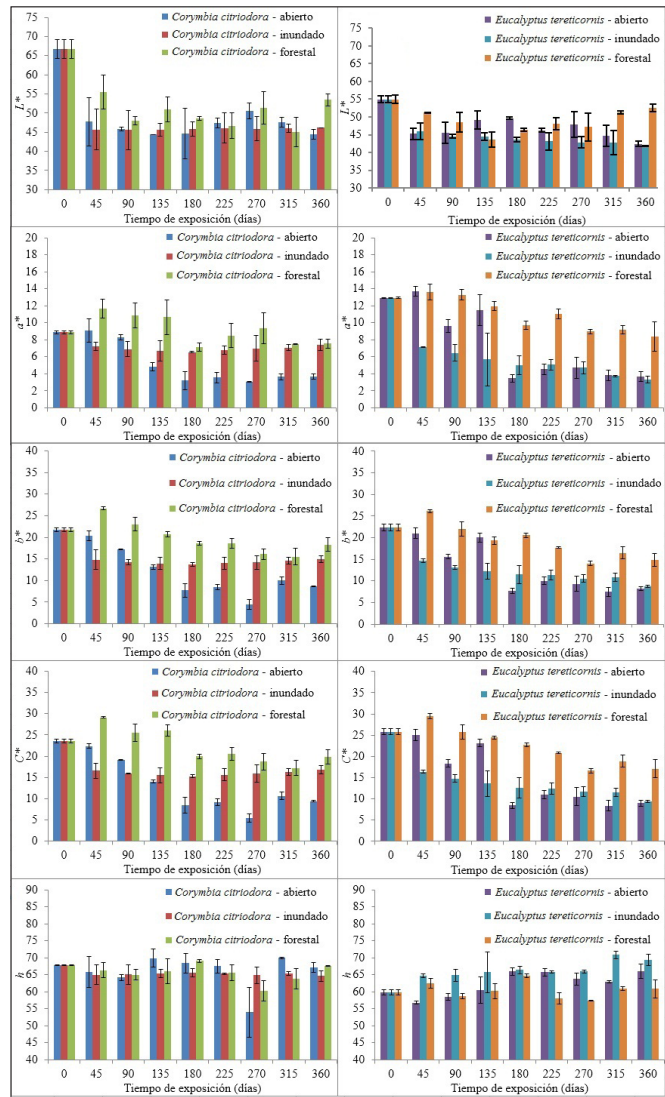 75
70
65
60
55
50
45
40
35
30
L*
Corymbia citriodora - abierto
Corymbia citriodora - inundado
Corymbia citriodora - forestal
0 45 90 135 180 225 270 315 360
Tiempo de exposición (días)
75
70
65
60
55
50
45
40
35
30
L*
Eucalyptus tereticornis - abierto
Eucalyptus tereticornis - inundado
Eucalyptus tereticornis - forestal
0 45 90 135 180 225 270 315 360
Tiempo de exposición (días)
20
18
16
14
12
10
8
6
4
2
0
a*
Corymbia citriodora - abierto
Corymbia citriodora - inundado
Corymbia citriodora - forestal
0 45 90 135 180 225 270 315 360
Tiempo de exposición (días)
20
18
16
14
12
10
8
6
4
2
0
a*
Eucalyptus tereticornis - abierto
Eucalyptus tereticornis - inundado
Eucalyptus tereticornis - forestal
0 45 90 135 180 225 270 315 360
Tiempo de exposición (días)
40
35
30
25
20
15
10
5
0
b*
Corymbia citriodora - abierto
Corymbia citriodora - inundado
Corymbia citriodora - forestal
0 45 90 135 180 225 270 315 360
Tiempo de exposición (días)
40
35
30
25
20
15
10
5
0
b*
Eucalyptus tereticornis - abierto
Eucalyptus tereticornis - inundado
Eucalyptus tereticornis - forestal
0 45 90 135 180 225 270 315 360
Tiempo de exposición (días)
40
35
30
25
20
15
10
5
0
C*
Corymbia citriodora - abierto
Corymbia citriodora - inundado
Corymbia citriodora - forestal
0 45 90 135 180 225 270 315 360
Tiempo de exposición (días)
40
35
30
25
20
15
10
5
0
C*
Eucalyptus tereticornis - abierto
Eucalyptus tereticornis - inundado
Eucalyptus tereticornis - forestal
0 45 90 135 180 225 270 315 360
Tiempo de exposición (días)
90
85
80
75
70
65
60
55
50
45
40
h
Corymbia citriodora - abierto
Corymbia citriodora - inundado
Corymbia citriodora - forestal
0 45 90 135 180 225 270 315 360
Tiempo de exposición (días)
90
85
80
75
70
65
60
55
50
45
40
h
Eucalyptus tereticornis - abierto
Eucalyptus tereticornis - inundado
Eucalyptus tereticornis - forestal
0 45 90 135 180 225 270 315 360
Tiempo de exposición (días)